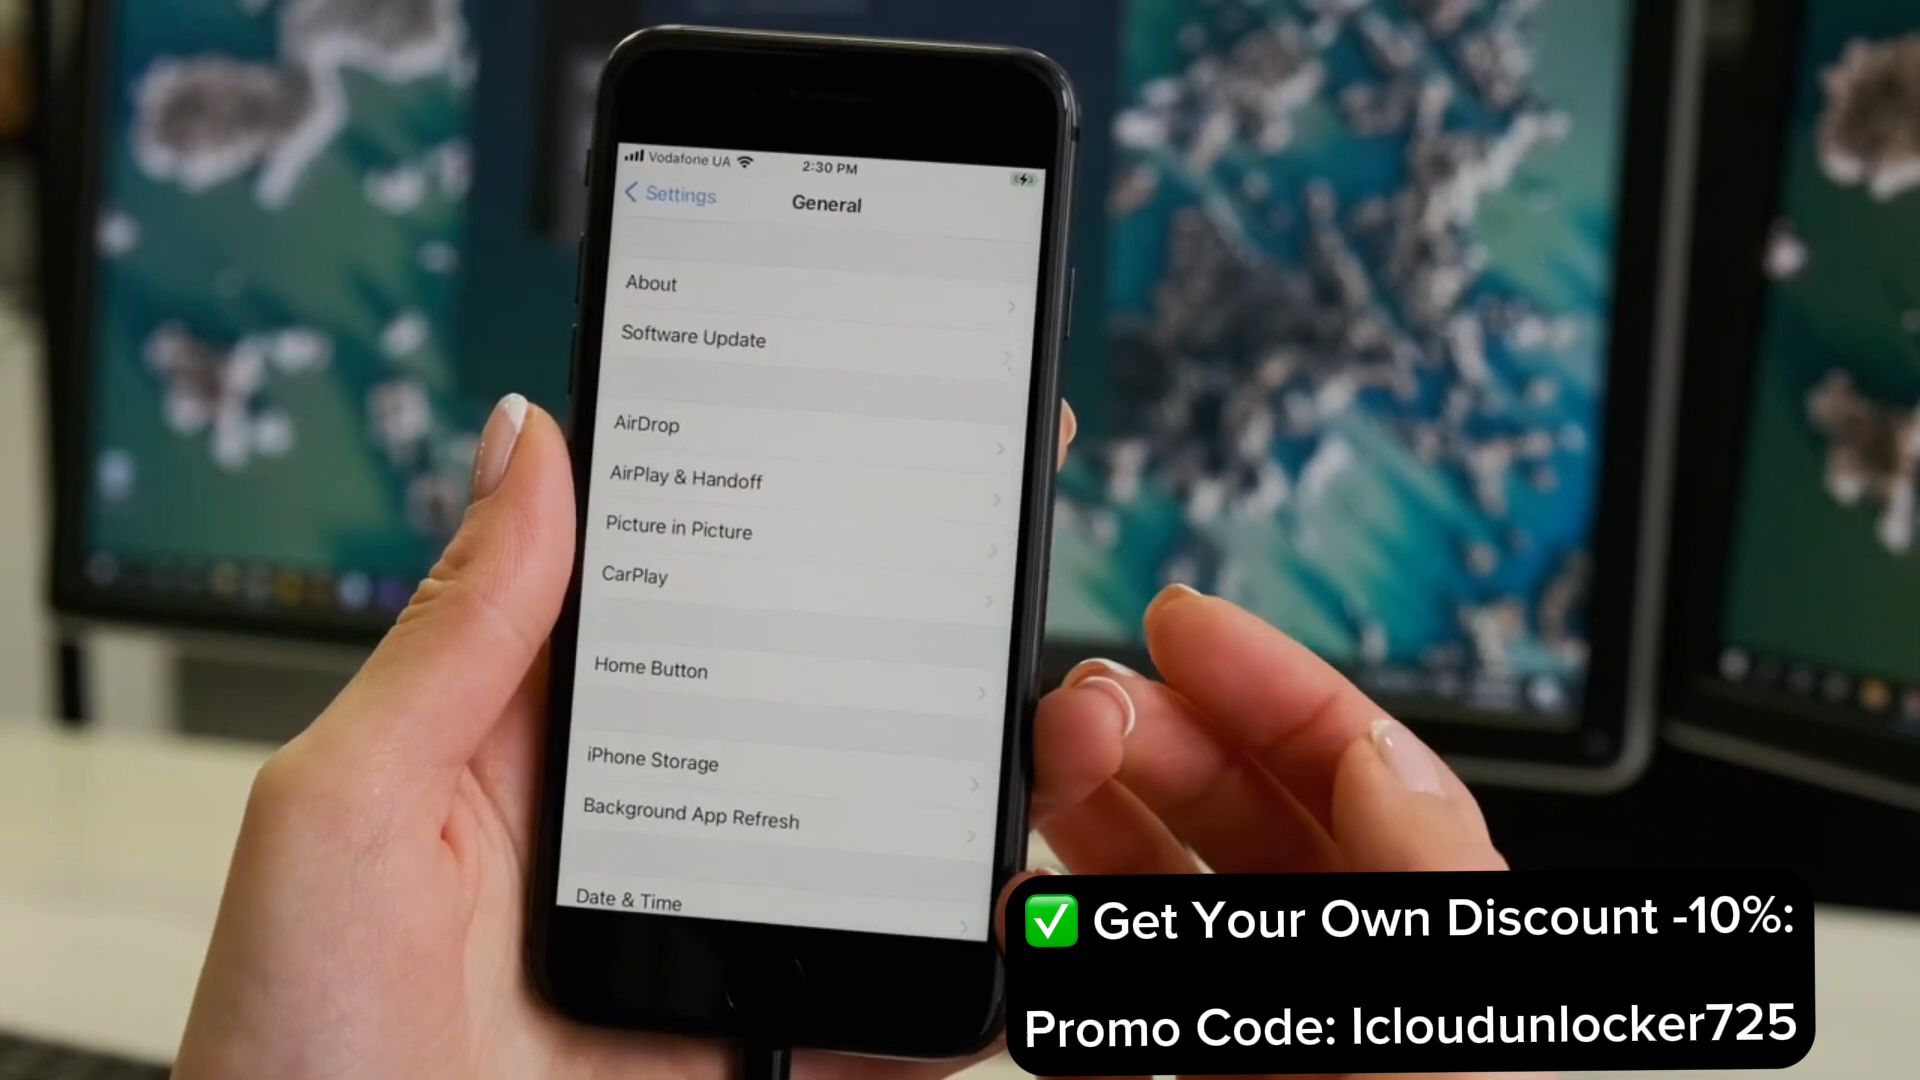 Vodafone UA
2:30 PM
Settings
General
About
Software Update
AirDrop
AirPlay & Handoff
Picture in Picture
CarPlay
Home Button
iPhone Storage
Background App Refresh
Date & Time
✅ Get Your Own Discount -10%:
Promo Code: Icloudunlocker725